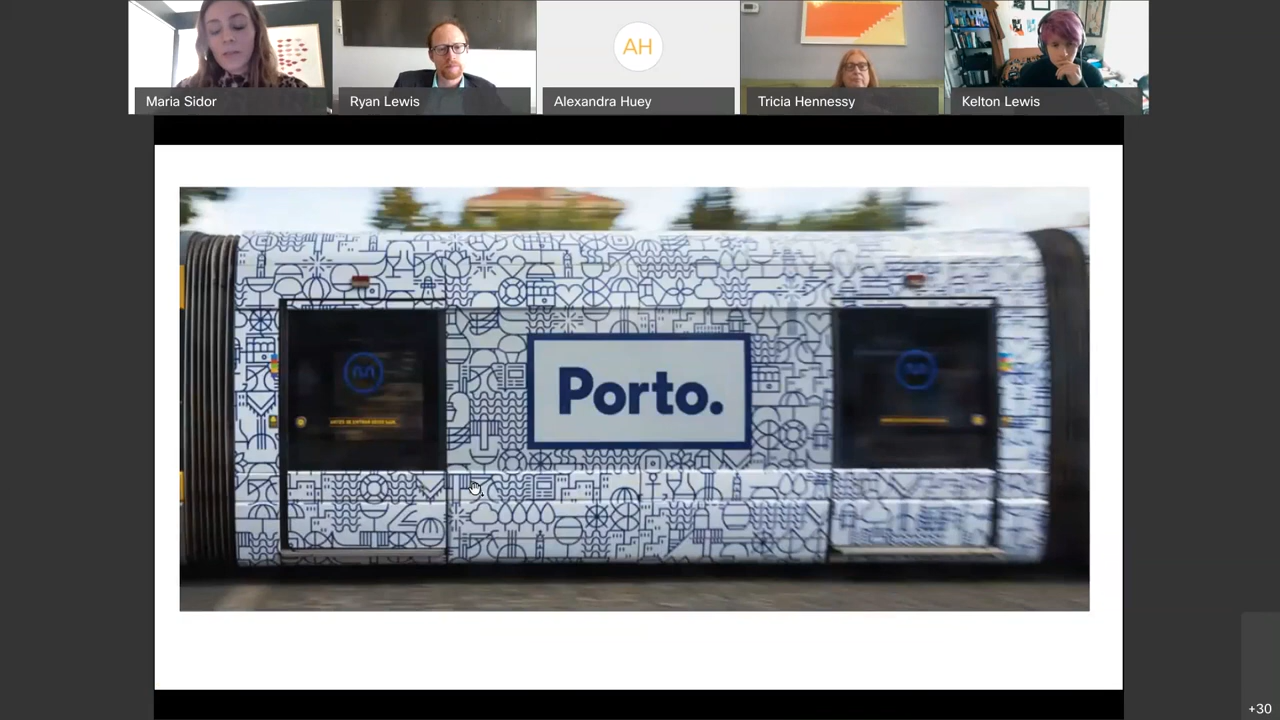 AH
Maria Sidor
Ryan Lewis
Alexandra Huey
Tricia Hennessy
Kelton Lewis
Porto.
+30